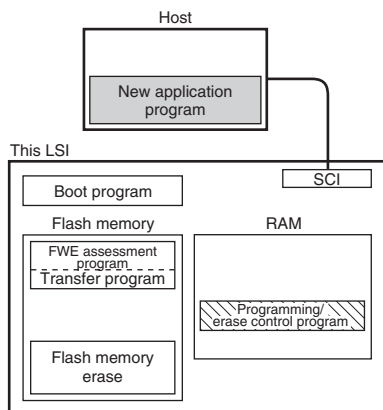 Host
New application
program
This LSI
SCI
Boot program
Flash memory
RAM
FWE assessment
program
Transfer program
Programming/
erase control program
Flash memory
erase